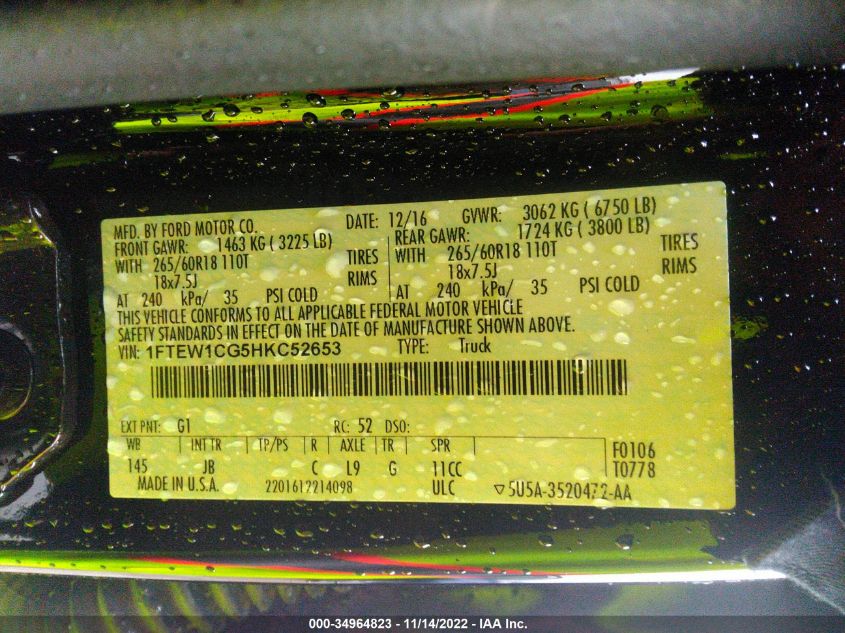 MFD. BY FORD MOTOR CO. DATE: 12/16 GVWR: 3062 KG ( 6750 LB)
FRONT GAWR: 1463 KG ( 3225 LB) REAR GAWR: 1724 KG ( 3800 LB)
WITH 265/60R18 110T TIRES WITH 265/60R18 110T TIRES
18x7.5J RIMS 18x7.5J RIMS
AT 240 kPa/ 35 PSI COLD AT 240 kPa/ 35 PSI COLD
THIS VEHICLE CONFORMS TO ALL APPLICABLE FEDERAL MOTOR VEHICLE
SAFETY STANDARDS IN EFFECT ON THE DATE OF MANUFACTURE SHOWN ABOVE.
VIN: 1FTEW1CG5HKC52653 TYPE: Truck
EXT PNT: G1 RC: 52 DSO:
WB INT TR TP/PS R AXLE TR SPR F0106
145 JB C L9 G 11CC T0778
MADE IN U.S.A. 2201612214098 ULC ▽5U5A-3520472-AA
000-34964823 - 11/14/2022 - IAA Inc.